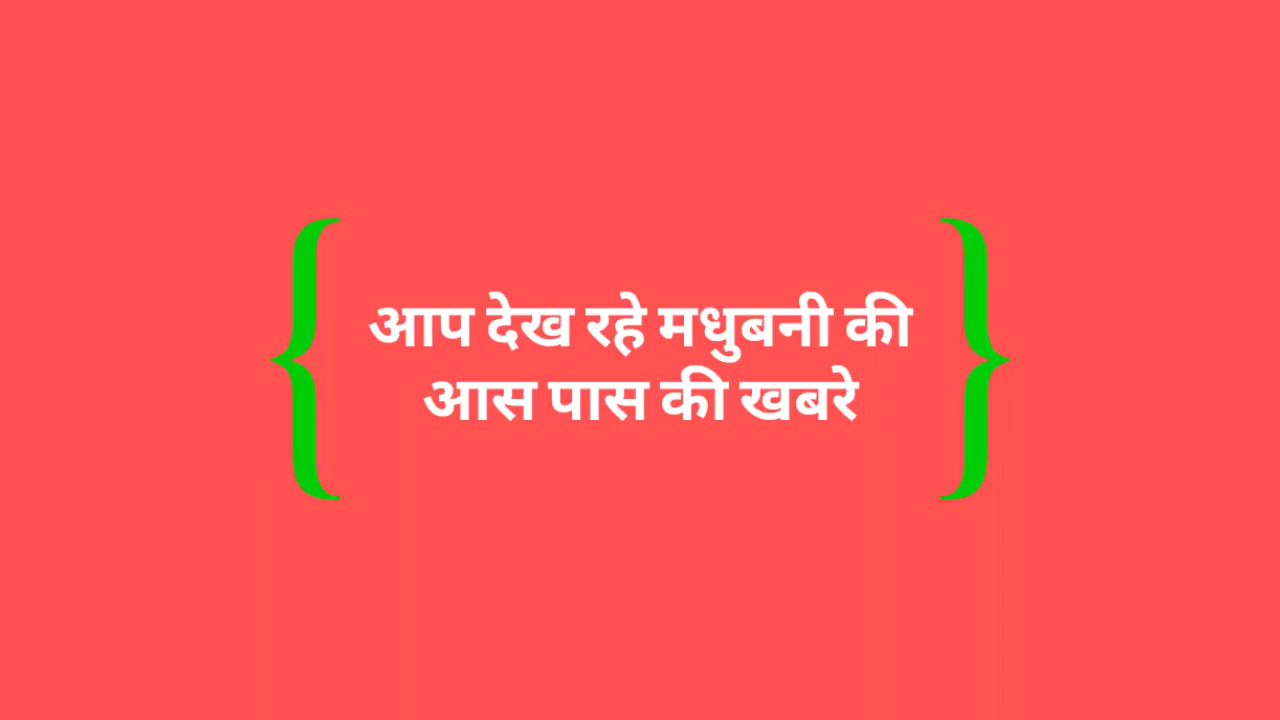 आप देख रहे मधुबनी की
आस पास की खबरे